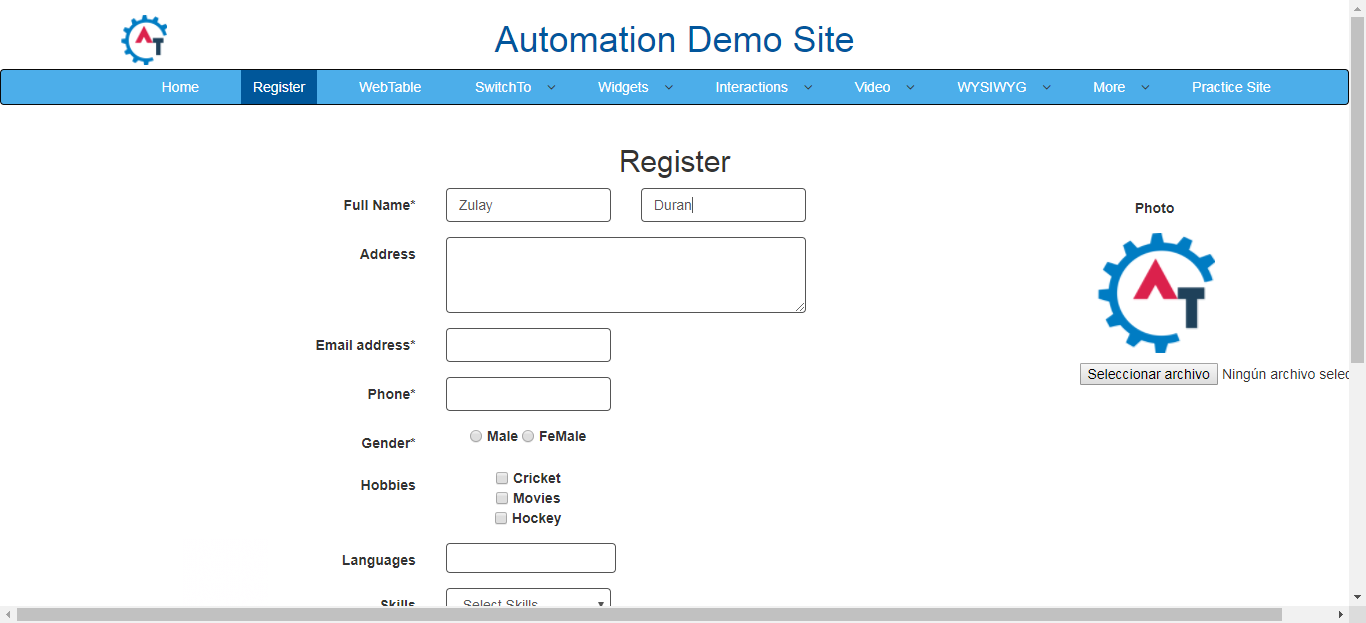 AT
Automation Demo Site
Home Register WebTable SwitchTo Widgets Interactions Video WYSIWYG More Practice Site
Register
Full Name* Zulay Duran
Photo
Address
AT
Email address*
Seleccionar archivo Ningún archivo selec
Phone*
Gender* Male FeMale
Hobbies Cricket
Movies
Hockey
Languages
Skills Select Skills